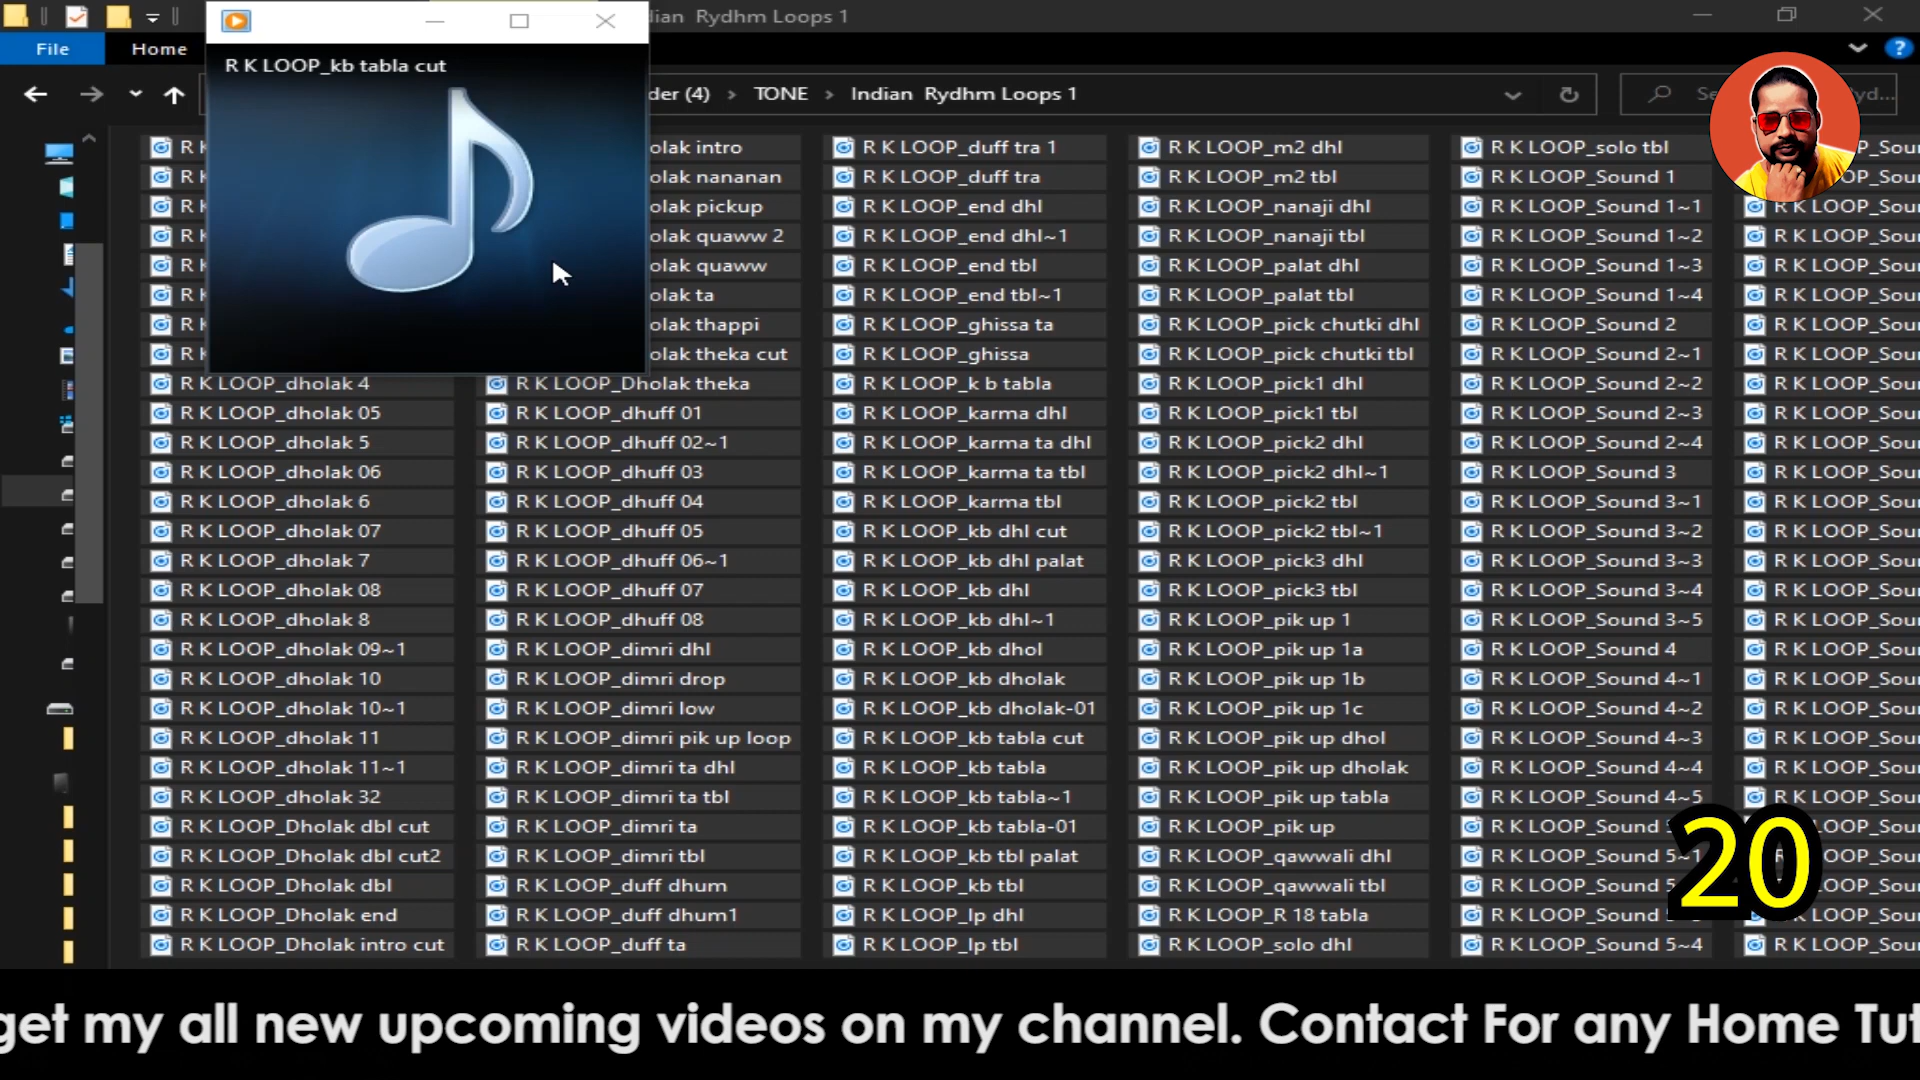 dian Rydhm Loops 1
File
Home
R K LOOP_kb tabla cut
der (4) > TONE > Indian Rydhm Loops 1
olak intro
olak nananan
olak pickup
olak quaww 2
olak quaww
olak ta
olak thappi
olak theka cut
R K LOOP_dholak 4
R K LOOP_dholak 05
R K LOOP_dholak 5
R K LOOP_dholak 06
R K LOOP_dholak 6
R K LOOP_dholak 07
R K LOOP_dholak 7
R K LOOP_dholak 08
R K LOOP_dholak 8
R K LOOP_dholak 09~1
R K LOOP_dholak 10
R K LOOP_dholak 10~1
R K LOOP_dholak 11
R K LOOP_dholak 11~1
R K LOOP_dholak 32
R K LOOP_Dholak dbl cut
R K LOOP_Dholak dbl cut2
R K LOOP_Dholak dbl
R K LOOP_Dholak end
R K LOOP_Dholak intro cut
R K LOOP_Dholak theka
R K LOOP_dhuff 01
R K LOOP_dhuff 02~1
R K LOOP_dhuff 03
R K LOOP_dhuff 04
R K LOOP_dhuff 05
R K LOOP_dhuff 06~1
R K LOOP_dhuff 07
R K LOOP_dhuff 08
R K LOOP_dimri dhl
R K LOOP_dimri drop
R K LOOP_dimri low
R K LOOP_dimri pik up loop
R K LOOP_dimri ta dhl
R K LOOP_dimri ta tbl
R K LOOP_dimri ta
R K LOOP_dimri tbl
R K LOOP_duff dhum
R K LOOP_duff dhum1
R K LOOP_duff ta
R K LOOP_duff tra 1
R K LOOP_duff tra
R K LOOP_end dhl
R K LOOP_end dhl~1
R K LOOP_end tbl
R K LOOP_end tbl~1
R K LOOP_ghissa ta
R K LOOP_ghissa
R K LOOP_k b tabla
R K LOOP_karma dhl
R K LOOP_karma ta dhl
R K LOOP_karma ta tbl
R K LOOP_karma tbl
R K LOOP_kb dhl cut
R K LOOP_kb dhl palat
R K LOOP_kb dhl
R K LOOP_kb dhl~1
R K LOOP_kb dhol
R K LOOP_kb dholak
R K LOOP_kb dholak-01
R K LOOP_kb tabla cut
R K LOOP_kb tabla
R K LOOP_kb tabla~1
R K LOOP_kb tabla-01
R K LOOP_kb tbl palat
R K LOOP_kb tbl
R K LOOP_lp dhl
R K LOOP_lp tbl
R K LOOP_m2 dhl
R K LOOP_m2 tbl
R K LOOP_nanaji dhl
R K LOOP_nanaji tbl
R K LOOP_palat dhl
R K LOOP_palat tbl
R K LOOP_pick chutki dhl
R K LOOP_pick chutki tbl
R K LOOP_pick1 dhl
R K LOOP_pick1 tbl
R K LOOP_pick2 dhl
R K LOOP_pick2 dhl~1
R K LOOP_pick2 tbl
R K LOOP_pick2 tbl~1
R K LOOP_pick3 dhl
R K LOOP_pick3 tbl
R K LOOP_pik up 1
R K LOOP_pik up 1a
R K LOOP_pik up 1b
R K LOOP_pik up 1c
R K LOOP_pik up dhol
R K LOOP_pik up dholak
R K LOOP_pik up tabla
R K LOOP_pik up
R K LOOP_qawwali dhl
R K LOOP_qawwali tbl
R K LOOP_R 18 tabla
R K LOOP_solo dhl
R K LOOP_solo tbl
R K LOOP_Sound 1
R K LOOP_Sound 1~1
R K LOOP_Sound 1~2
R K LOOP_Sound 1~3
R K LOOP_Sound 1~4
R K LOOP_Sound 2
R K LOOP_Sound 2~1
R K LOOP_Sound 2~2
R K LOOP_Sound 2~3
R K LOOP_Sound 2~4
R K LOOP_Sound 3
R K LOOP_Sound 3~1
R K LOOP_Sound 3~2
R K LOOP_Sound 3~3
R K LOOP_Sound 3~4
R K LOOP_Sound 3~5
R K LOOP_Sound 4
R K LOOP_Sound 4~1
R K LOOP_Sound 4~2
R K LOOP_Sound 4~3
R K LOOP_Sound 4~4
R K LOOP_Sound 4~5
R K LOOP_Sound
R K LOOP_Sound 5~1
R K LOOP_Sound 5
R K LOOP_Sound
R K LOOP_Sound 5~4
20
get my all new upcoming videos on my channel. Contact For any Home Tut